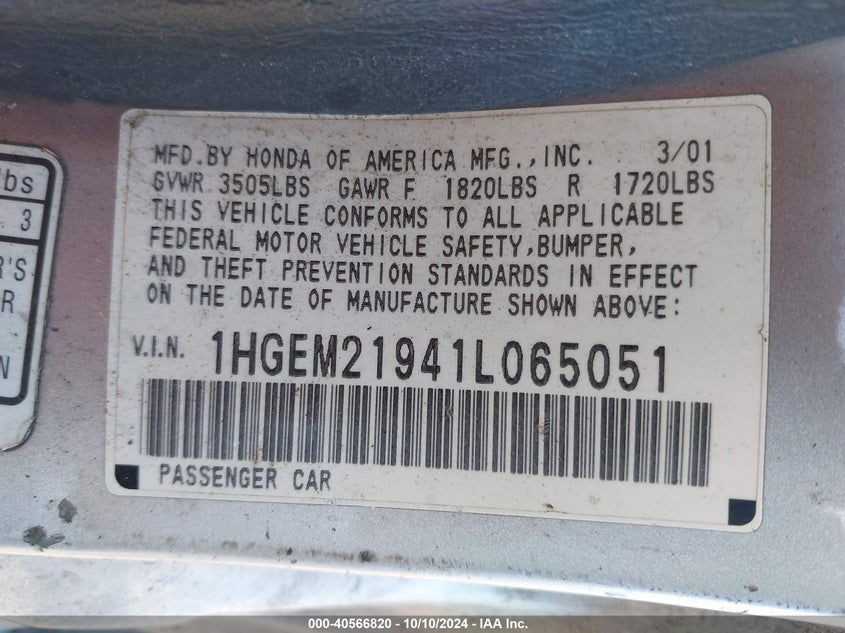 MFD.BY HONDA OF AMERICA MFG.,INC. 3/01
GVWR 3505LBS GAWR F 1820LBS R 1720LBS
THIS VEHICLE CONFORMS TO ALL APPLICABLE
FEDERAL MOTOR VEHICLE SAFETY,BUMPER,
AND THEFT PREVENTION STANDARDS IN EFFECT
ON THE DATE OF MANUFACTURE SHOWN ABOVE:
V.I.N. 1HGEM21941L065051
PASSENGER CAR
bs
3
R'S
R
N
000-40566820 - 10/10/2024 - IAA Inc.